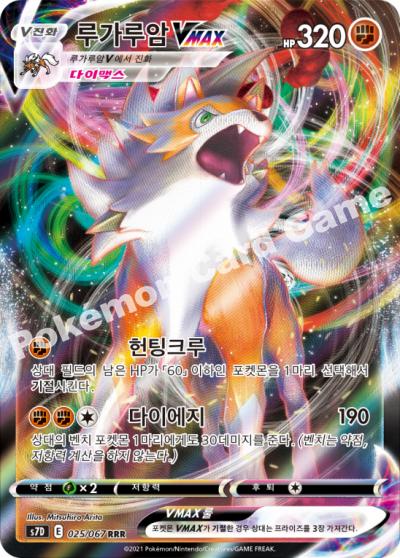 V진화
루가루암 VMAX
HP 320
루가루암V에서 진화
다이맥스
Pokemon Card Game
헌팅크루
상대 필드의 남은 HP가 「60」 이하인 포켓몬을 1마리 선택해서
기절시킨다.
다이에지 190
상대의 벤치 포켓몬 1마리에게도 30데미지를 준다. (벤치는 약점,
저항력 계산을 하지 않는다.)
약점 ×2 저항력 후퇴
Illus. Mitsuhiro Arita
VMAX 룰
s7D E 025/067 RRR
포켓몬 VMAX가 기절한 경우 상대는 프라이즈를 3장 가져간다.
©2021 Pokémon/Nintendo/Creatures/GAME FREAK.